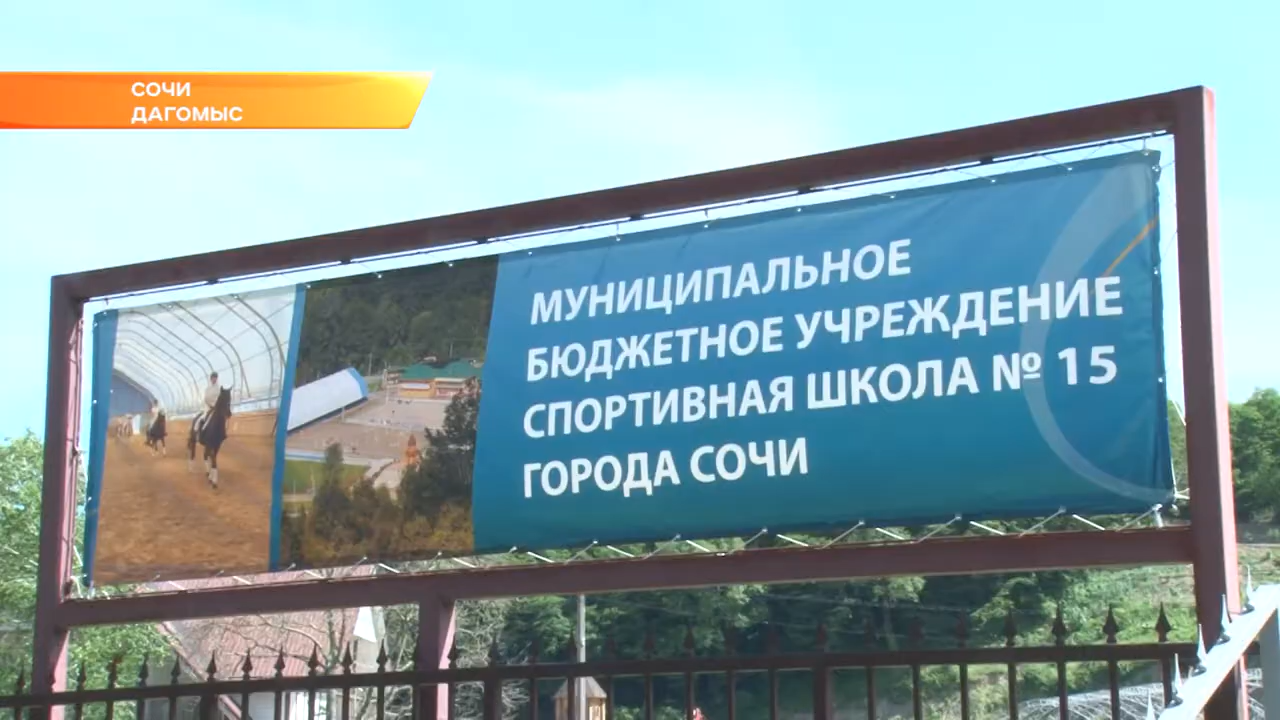 СОЧИ
ДАГОМЫС
МУНИЦИПАЛЬНОЕ
БЮДЖЕТНОЕ УЧРЕЖДЕНИЕ
СПОРТИВНАЯ ШКОЛА № 15
ГОРОДА СОЧИ